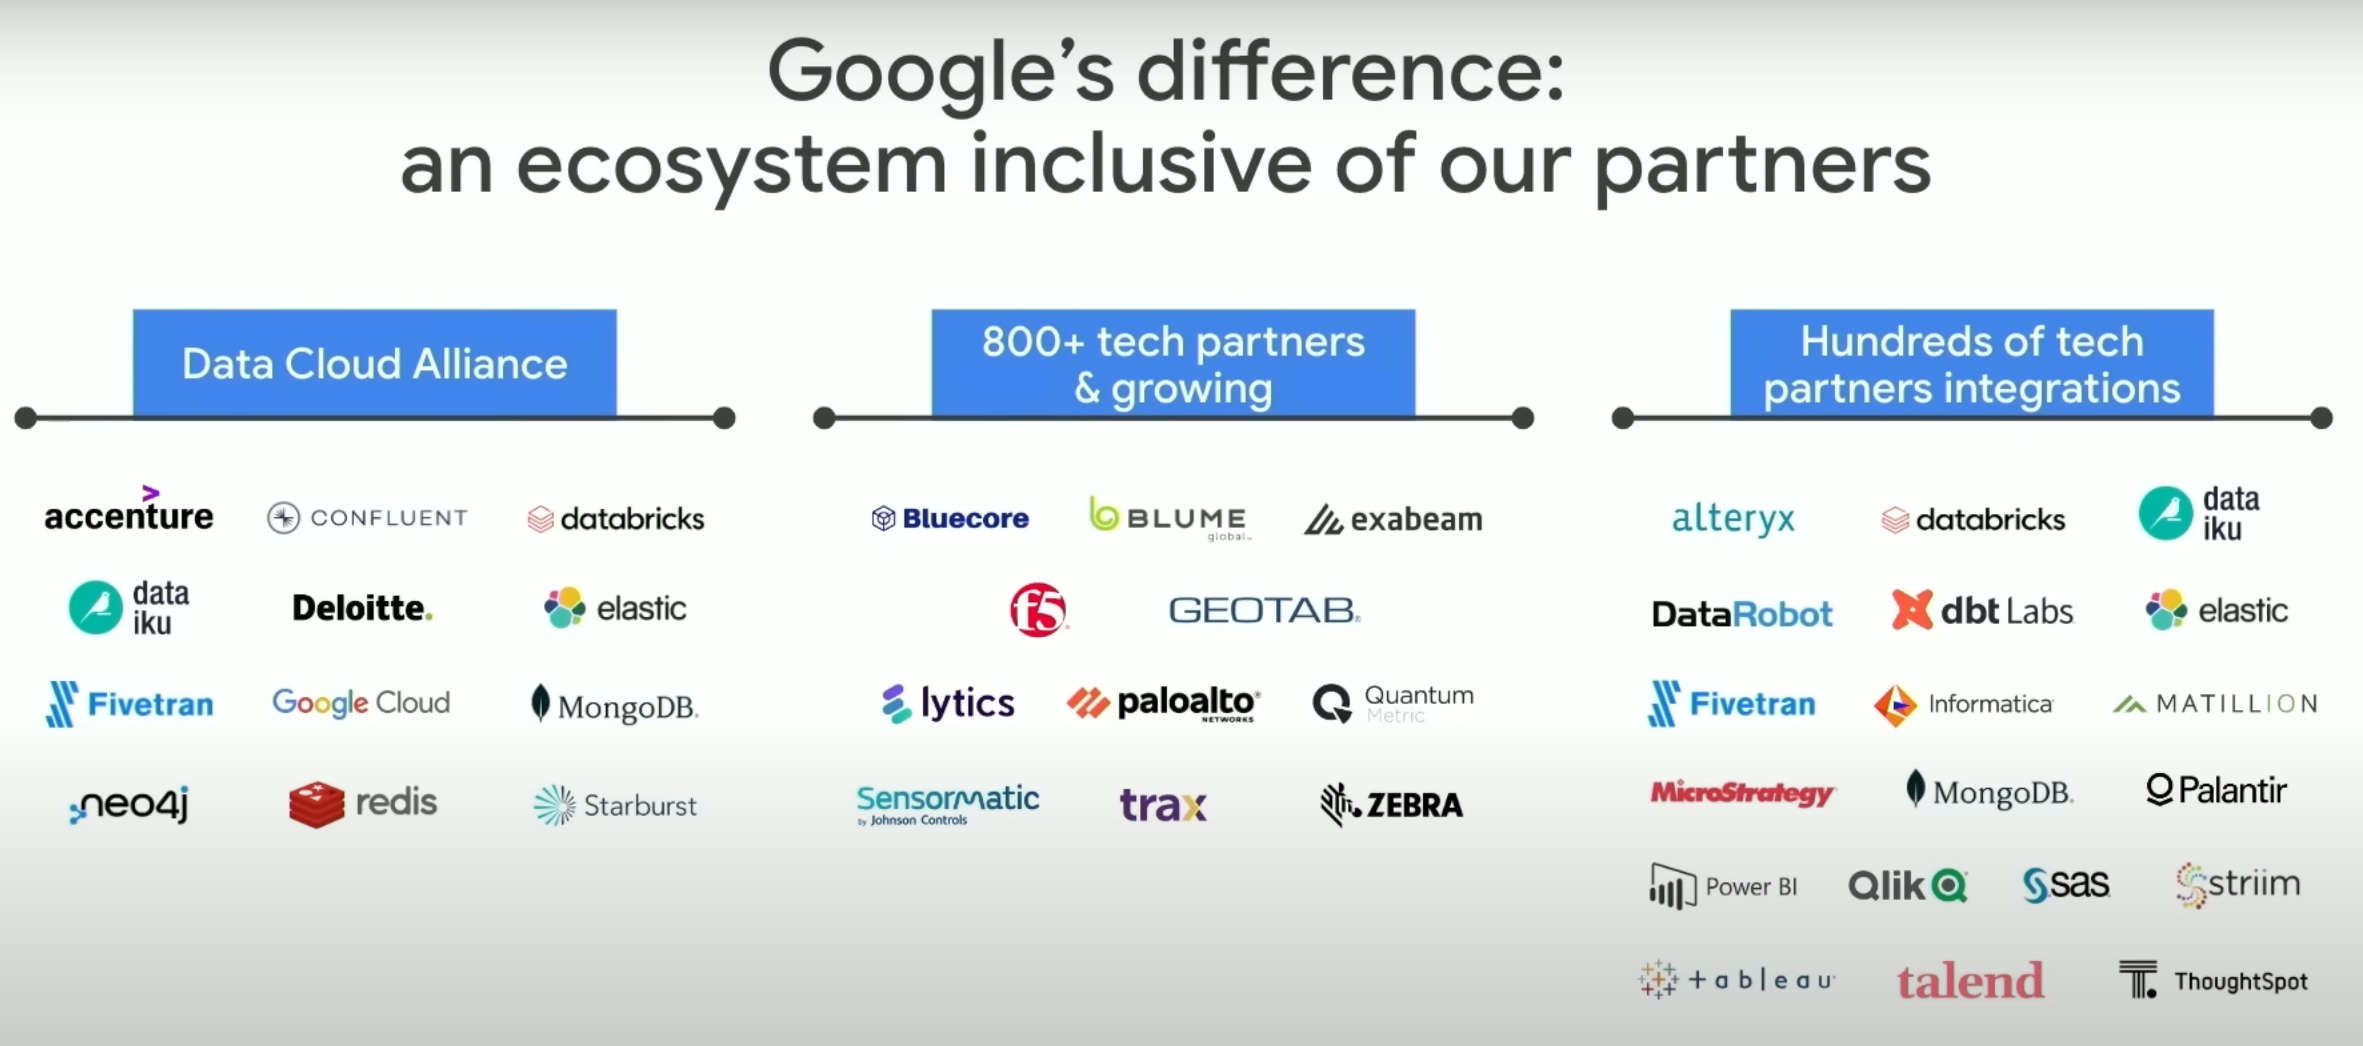 Google's difference:
an ecosystem inclusive of our partners
Data Cloud Alliance
accenture
CONFLUENT
databricks
data
iku
Deloitte.
elastic
Fivetran
Google Cloud
MongoDB.
neo4j
redis
Starburst
800+ tech partners
& growing
Bluecore
BLUME
global
exabeam
f5
GEOTAB
lytics
paloalto
NETWORKS
Quantum
Metric
Sensormatic
by Johnson Controls
trax
ZEBRA
Hundreds of tech
partners integrations
alteryx
databricks
data
iku
DataRobot
dbt Labs
elastic
Fivetran
Informatica
MATILLION
MicroStrategy
MongoDB.
Palantir
Power BI
Qlik
sas
striim
+ableau
talend
ThoughtSpot